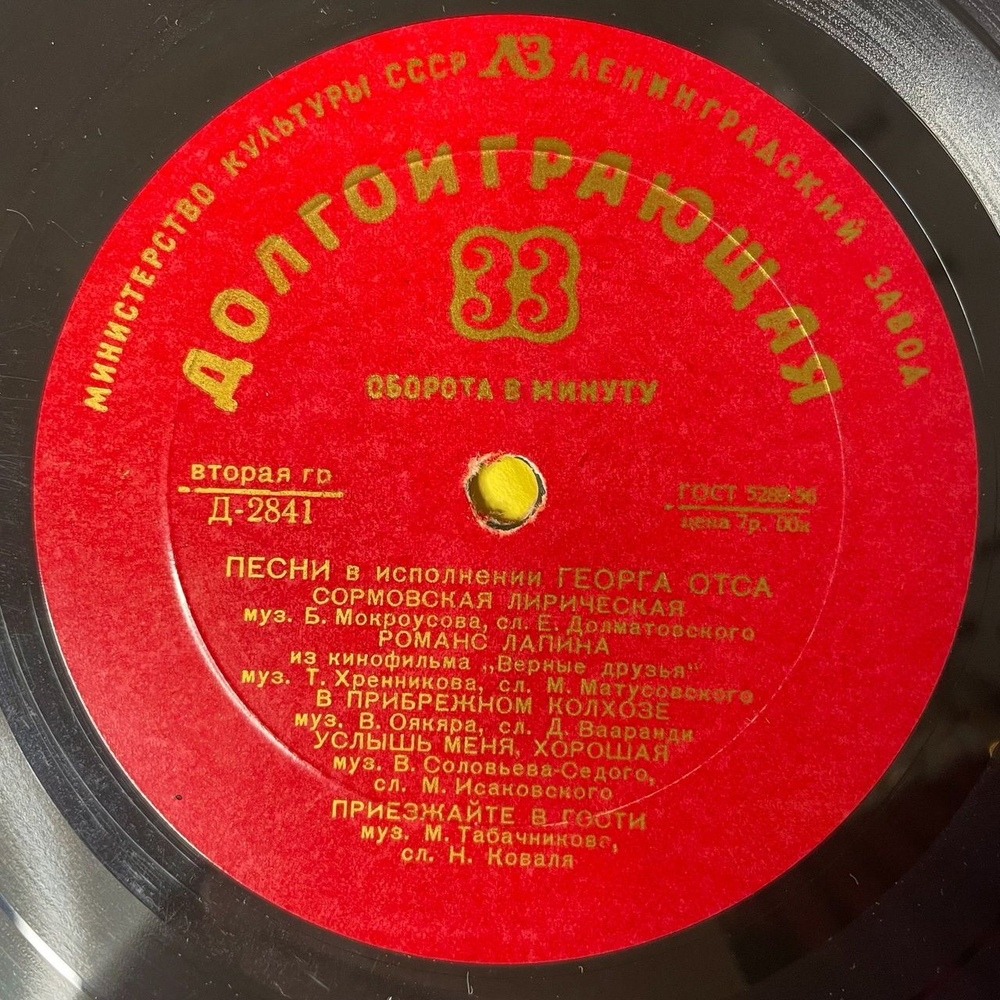 МИНИСТЕРСТВО КУЛЬТУРЫ СССР ЛЗ ЛЕНИНГРАДСКИЙ ЗАВОД
ДОЛГОИГРАЮЩАЯ
33
ОБОРОТА В МИНУТУ
вторая гр
Д-2841
ГОСТ 5289-56
цена 7р. 00к
ПЕСНИ в исполнении ГЕОРГА ОТСА
СОРМОВСКАЯ ЛИРИЧЕСКАЯ
муз. Б. Мокроусова, сл. Е. Долматовского
РОМАНС ЛАПИНА
из кинофильма „Верные друзья"
муз. Т. Хренникова, сл. М. Матусовского
В ПРИБРЕЖНОМ КОЛХОЗЕ
муз. В. Оякяра, сл. Д. Вааранди
УСЛЫШЬ МЕНЯ, ХОРОШАЯ
муз. В. Соловьева-Седого,
сл. М. Исаковского
ПРИЕЗЖАЙТЕ В ГОСТИ
муз. М. Табачникова,
сл. Н. Коваля